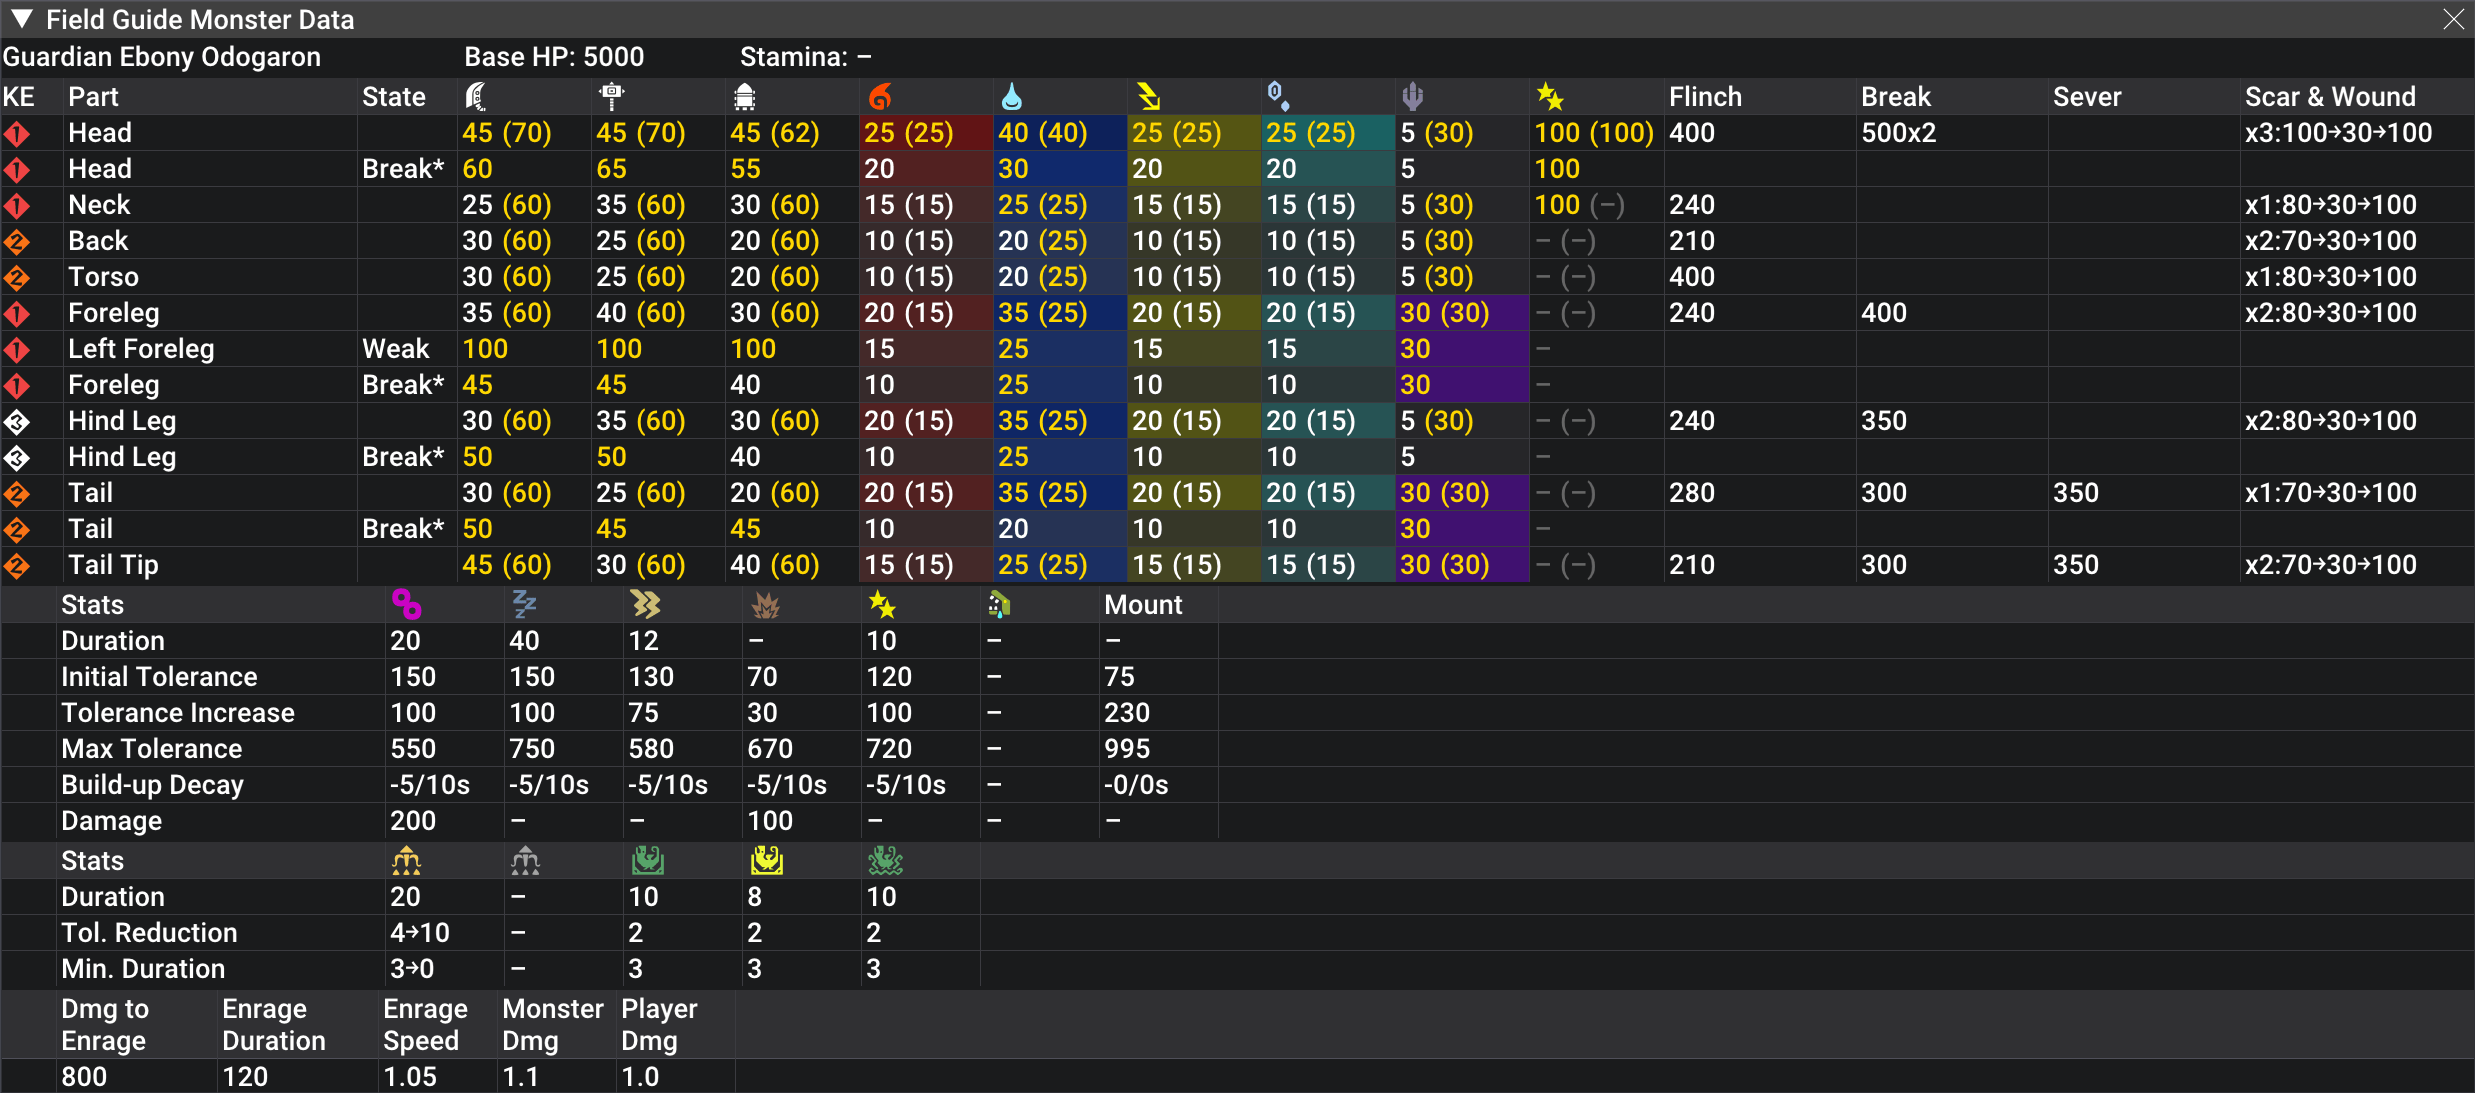 Field Guide Monster Data
Guardian Ebony Odogaron Base HP: 5000 Stamina: –
KE Part State Flinch Break Sever Scar & Wound
1 Head 45 (70) 45 (70) 45 (62) 25 (25) 40 (40) 25 (25) 25 (25) 5 (30) 100 (100) 400 500x2 x3:100→30→100
1 Head Break* 60 65 55 20 30 20 20 5 100
1 Neck 25 (60) 35 (60) 30 (60) 15 (15) 25 (25) 15 (15) 15 (15) 5 (30) 100 (–) 240 x1:80→30→100
2 Back 30 (60) 25 (60) 20 (60) 10 (15) 20 (25) 10 (15) 10 (15) 5 (30) – (–) 210 x2:70→30→100
2 Torso 30 (60) 25 (60) 20 (60) 10 (15) 20 (25) 10 (15) 10 (15) 5 (30) – (–) 400 x1:80→30→100
1 Foreleg 35 (60) 40 (60) 30 (60) 20 (15) 35 (25) 20 (15) 20 (15) 30 (30) – (–) 240 400 x2:80→30→100
1 Left Foreleg Weak 100 100 100 15 25 15 15 30 –
1 Foreleg Break* 45 45 40 10 25 10 10 30 –
3 Hind Leg 30 (60) 35 (60) 30 (60) 20 (15) 35 (25) 20 (15) 20 (15) 5 (30) – (–) 240 350 x2:80→30→100
3 Hind Leg Break* 50 50 40 10 25 10 10 5 –
2 Tail 30 (60) 25 (60) 20 (60) 20 (15) 35 (25) 20 (15) 20 (15) 30 (30) – (–) 280 300 350 x1:70→30→100
2 Tail Break* 50 45 45 10 20 10 10 30 –
2 Tail Tip 45 (60) 30 (60) 40 (60) 15 (15) 25 (25) 15 (15) 15 (15) 30 (30) – (–) 210 300 350 x2:70→30→100
Stats Mount
Duration 20 40 12 – 10 – –
Initial Tolerance 150 150 130 70 120 – 75
Tolerance Increase 100 100 75 30 100 – 230
Max Tolerance 550 750 580 670 720 – 995
Build-up Decay -5/10s -5/10s -5/10s -5/10s -5/10s – -0/0s
Damage 200 – – 100 – – –
Stats
Duration 20 – 10 8 10
Tol. Reduction 4→10 – 2 2 2
Min. Duration 3→0 – 3 3 3
Dmg to Enrage Enrage Monster Player
Enrage Duration Speed Dmg Dmg
800 120 1.05 1.1 1.0